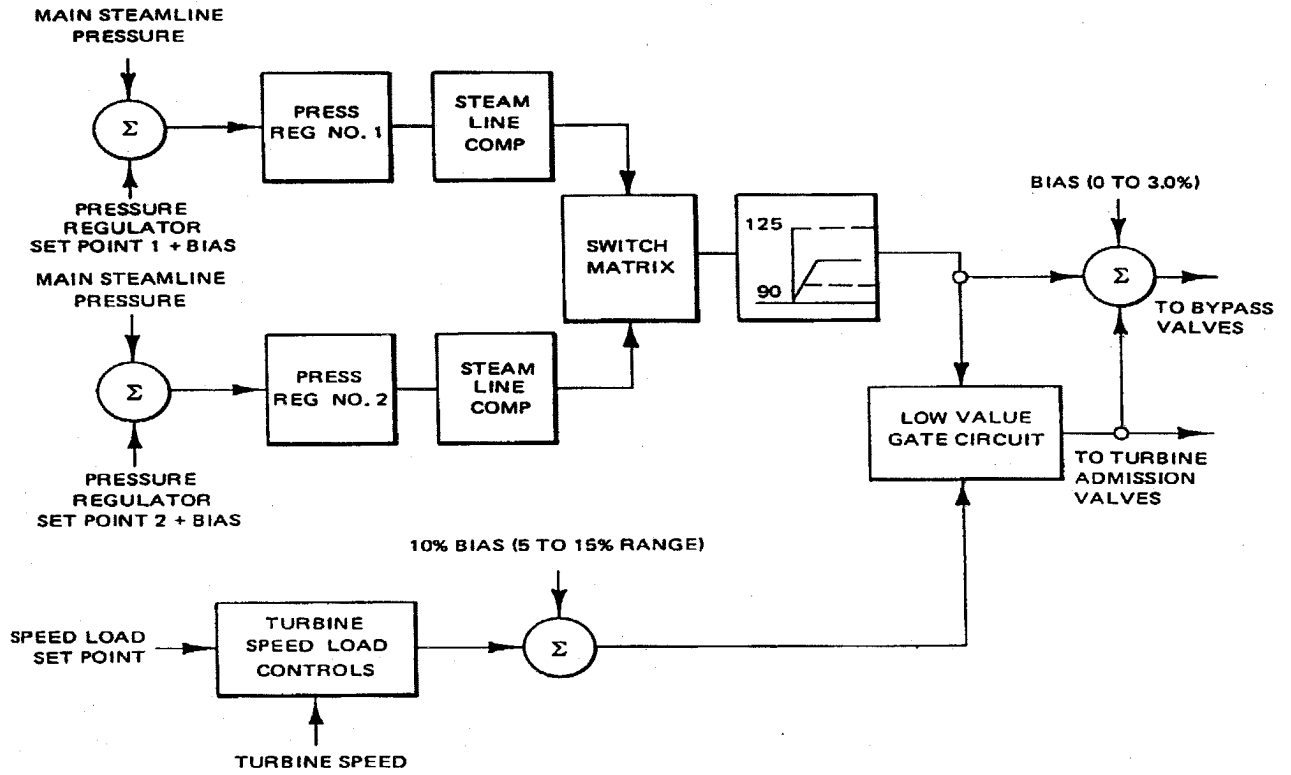 MAIN STEAMLINE
PRESSURE
Σ
PRESS
REG NO. 1
STEAM
LINE
COMP
PRESSURE
REGULATOR
SET POINT 1 + BIAS
SWITCH
MATRIX
125
90
BIAS (0 TO 3.0%)
Σ
TO BYPASS
VALVES
MAIN STEAMLINE
PRESSURE
Σ
PRESS
REG NO. 2
STEAM
LINE
COMP
PRESSURE
REGULATOR
SET POINT 2 + BIAS
LOW VALUE
GATE CIRCUIT
TO TURBINE
ADMISSION
VALVES
10% BIAS (5 TO 15% RANGE)
SPEED LOAD
SET POINT
TURBINE
SPEED LOAD
CONTROLS
Σ
TURBINE SPEED